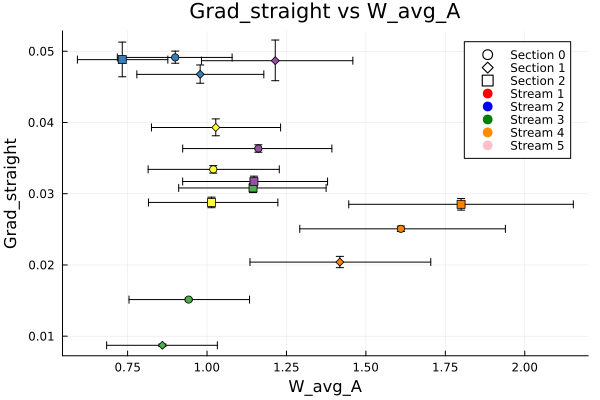 Grad_straight vs W_avg_A
Section 0
Section 1
Section 2
Stream 1
Stream 2
Stream 3
Stream 4
Stream 5
Grad_straight
0.05
0.04
0.03
0.02
0.01
0.75
1.00
1.25
1.50
1.75
2.00
W_avg_A